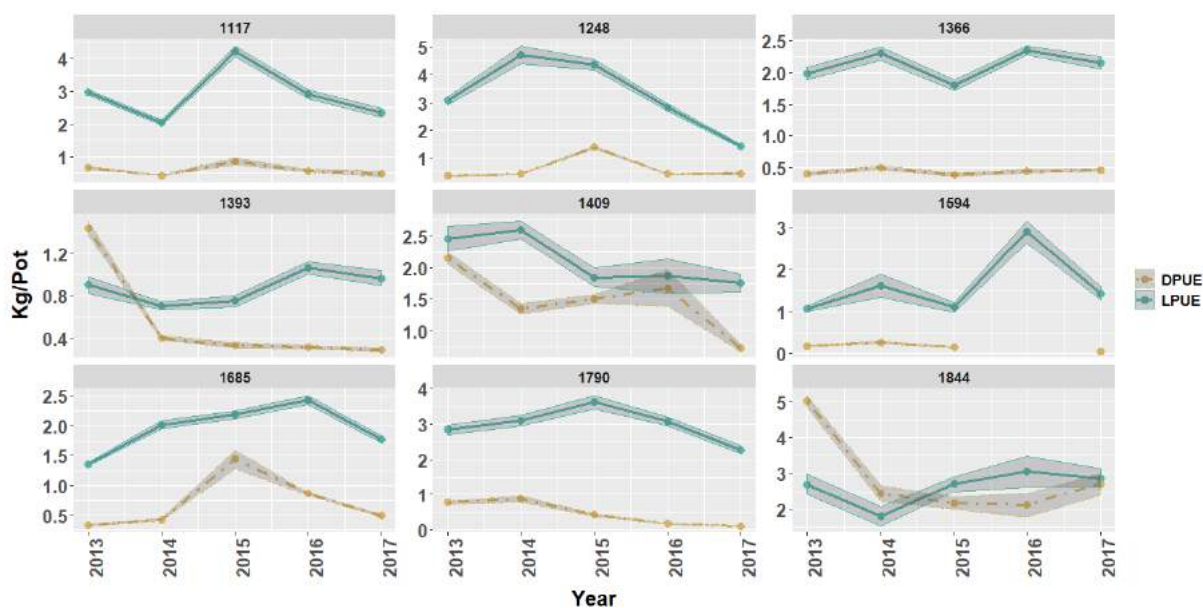 1117 1248 1366
4 3 2 1
5 4 3 2 1
2.5 2.0 1.5 1.0 0.5
1393 1409 1594
1.2 0.8 0.4
2.5 2.0 1.5 1.0
3 2 1 0
Kg/Pot
DPUE
LPUE
1685 1790 1844
2.5 2.0 1.5 1.0 0.5
4 3 2 1 0
5 4 3 2
2013 2014 2015 2016 2017
2013 2014 2015 2016 2017
2013 2014 2015 2016 2017
Year